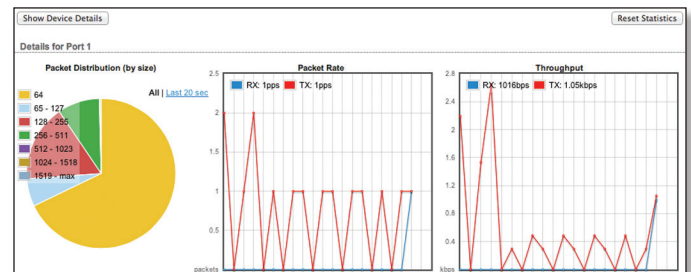 Show Device Details
Reset Statistics
Details for Port 1
Packet Distribution (by size)
64
65 - 127
128 - 255
256 - 511
512 - 1023
1024 - 1518
1519 - max
All | Last 20 sec
Packet Rate
RX: 1pps TX: 1pps
2.5
2
1.5
1
0.5
packets
Throughput
RX: 1016bps TX: 1.05kbps
2.8
2.4
2
1.6
1.2
0.8
0.4
kbps